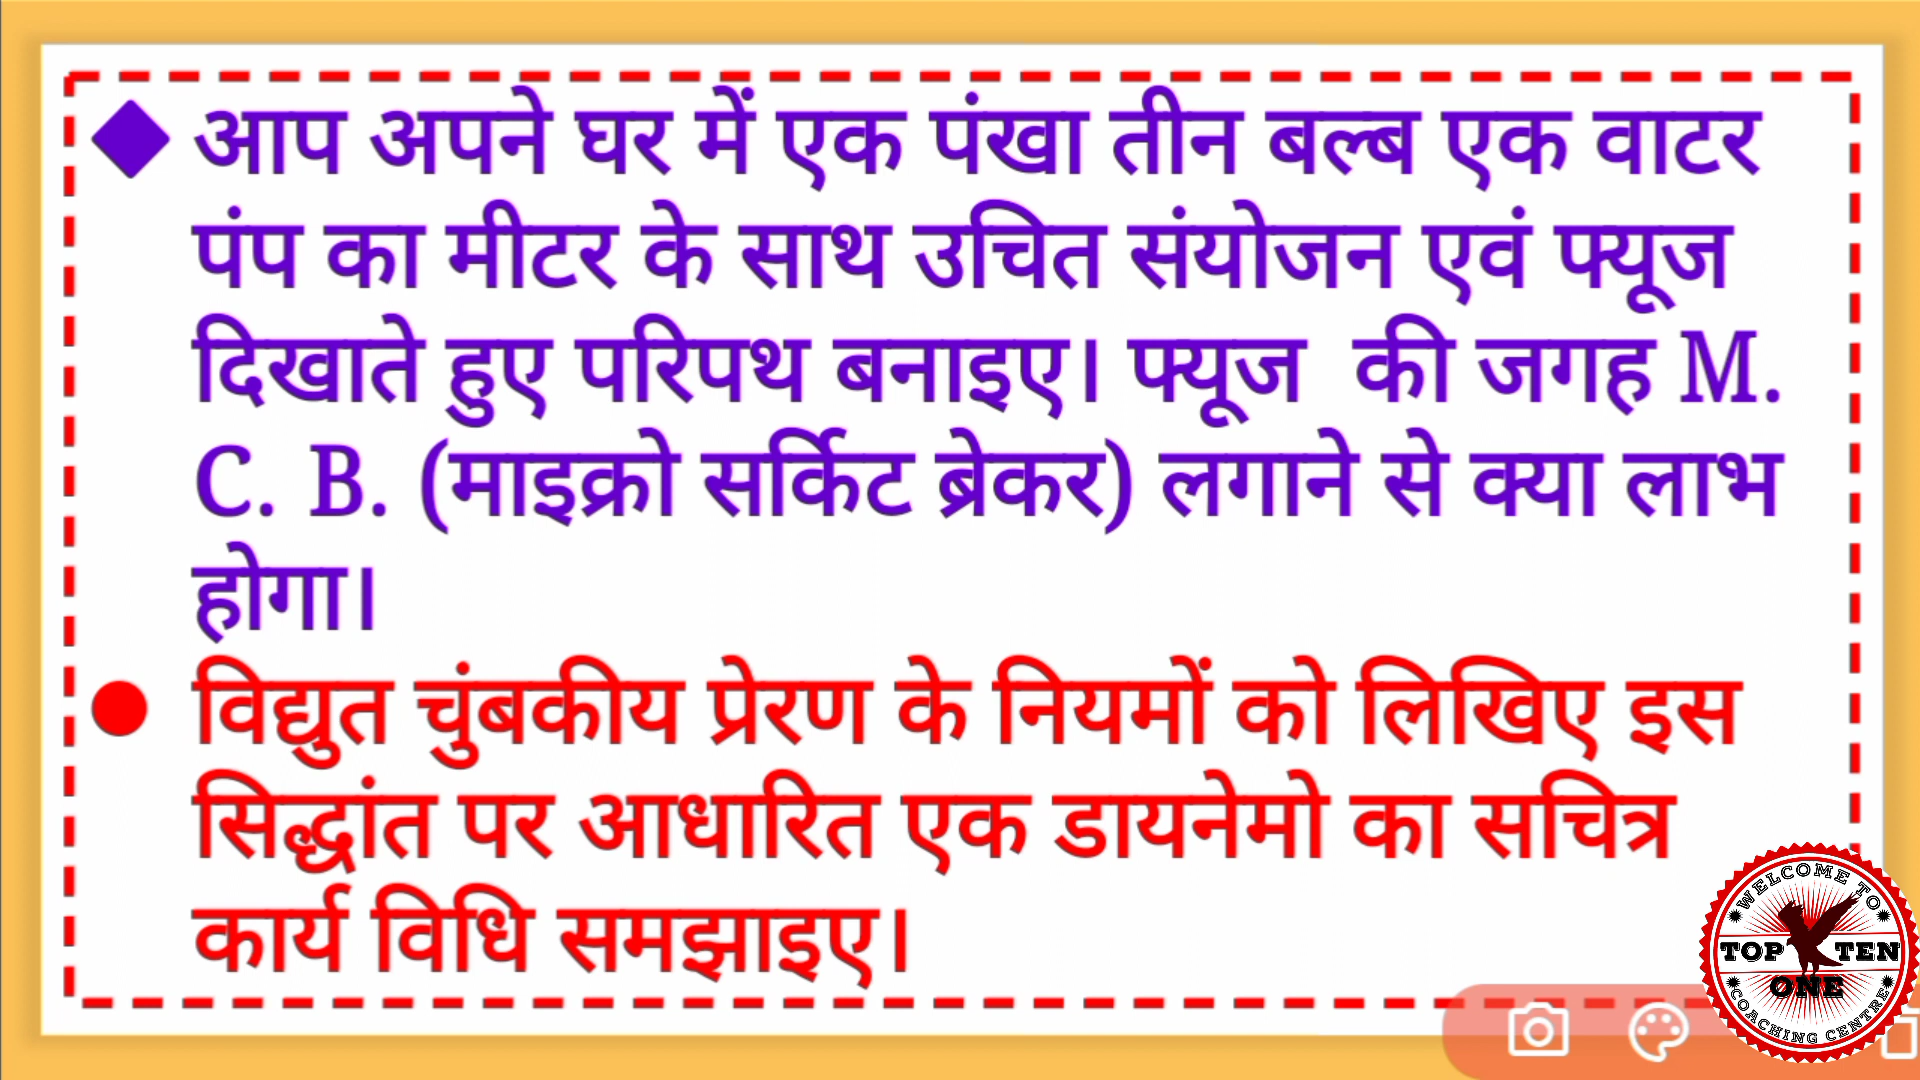 आप अपने घर में एक पंखा तीन बल्ब एक वाटर
पंप का मीटर के साथ उचित संयोजन एवं फ्यूज
दिखाते हुए परिपथ बनाइए। फ्यूज की जगह M.
C. B. (माइक्रो सर्किट ब्रेकर) लगाने से क्या लाभ
होगा।
विद्युत चुंबकीय प्रेरण के नियमों को लिखिए इस
सिद्धांत पर आधारित एक डायनेमो का सचित्र
कार्य विधि समझाइए।
WELCOME TO
TOP TEN
ONE
COACHING CENTRE